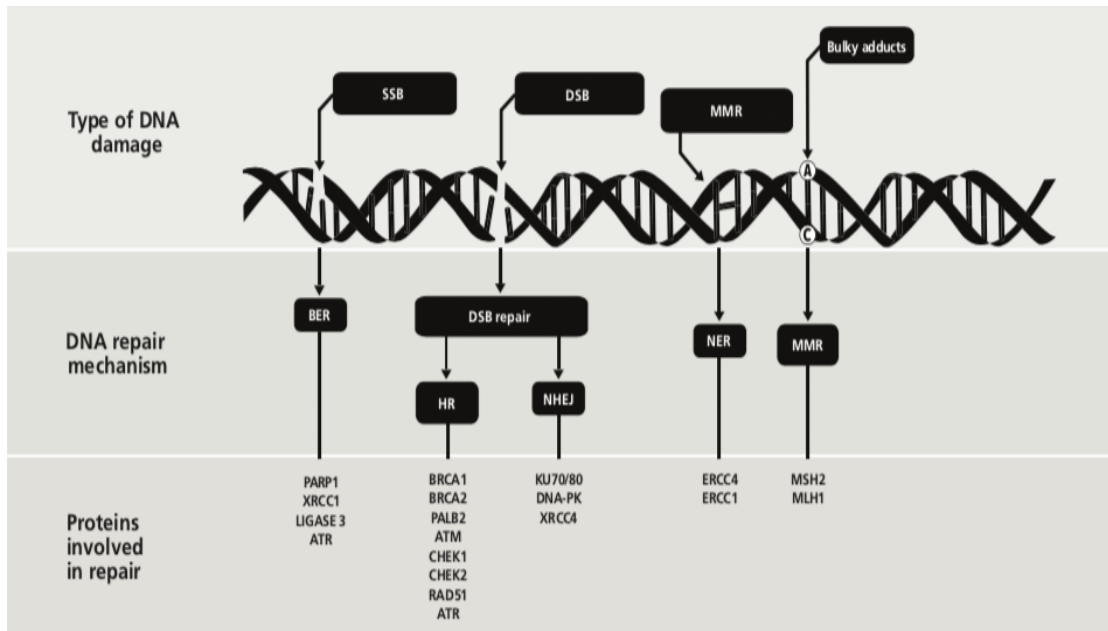 Type of DNA
damage
SSB
DSB
MMR
Bulky adducts
A
C
DNA repair
mechanism
BER
DSB repair
HR
NHEJ
NER
MMR
Proteins
involved
in repair
PARP1
XRCC1
LIGASE 3
ATR
BRCA1
BRCA2
PALB2
ATM
CHEK1
CHEK2
RAD51
ATR
KU70/80
DNA-PK
XRCC4
ERCC4
ERCC1
MSH2
MLH1